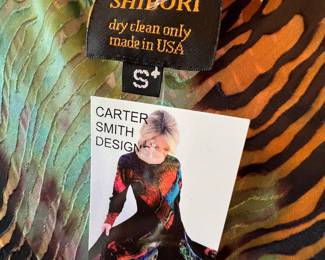 SHIBORI
dry clean only
made in USA
S+
CARTER
SMITH
DESIGN